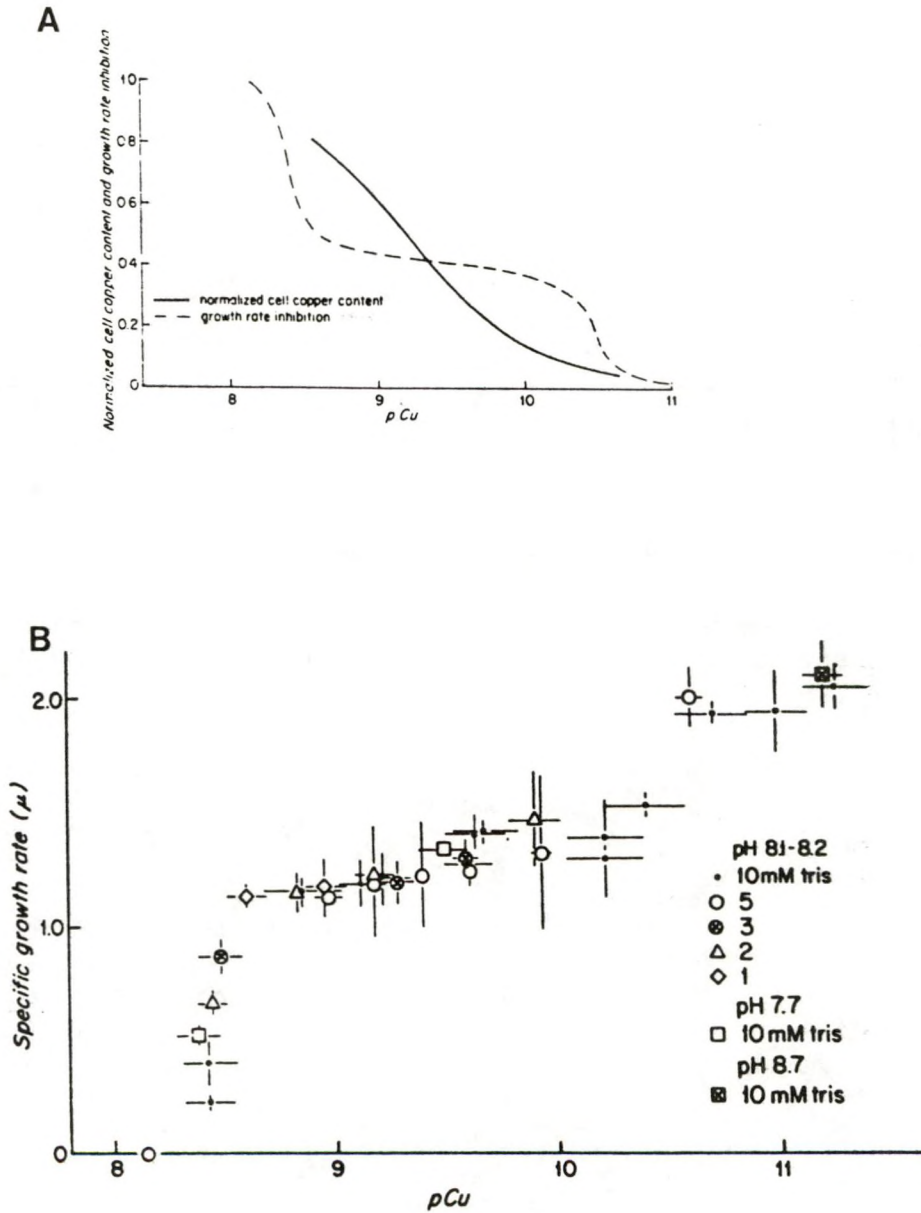 A
Normalized cell copper content and growth rate inhibition
1.0
0.8
0.6
0.4
0.2
0
normalized cell copper content
growth rate inhibition
8
9
10
11
pCu
B
Specific growth rate (μ)
2.0
1.0
0
pH 8.1-8.2
10mM tris
5
3
2
1
pH 7.7
10 mM tris
pH 8.7
10 mM tris
8
9
10
11
pCu